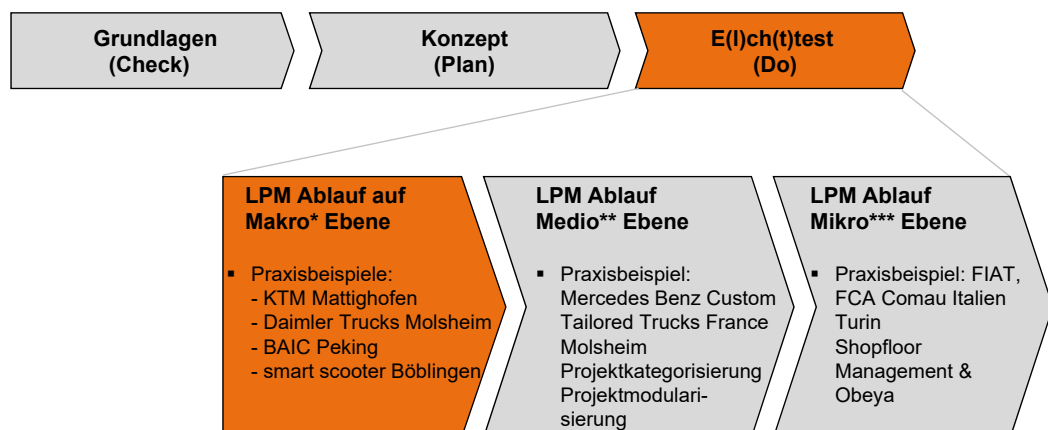 Grundlagen
(Check)
Konzept
(Plan)
E(l)ch(t)test
(Do)
LPM Ablauf auf
Makro* Ebene
▪ Praxisbeispiele:
- KTM Mattighofen
- Daimler Trucks Molsheim
- BAIC Peking
- smart scooter Böblingen
LPM Ablauf
Medio** Ebene
▪ Praxisbeispiel:
Mercedes Benz Custom
Tailored Trucks France
Molsheim
Projektkategorisierung
Projektmodulari-
sierung
LPM Ablauf
Mikro*** Ebene
▪ Praxisbeispiel: FIAT,
FCA Comau Italien
Turin
Shopfloor
Management &
Obeya